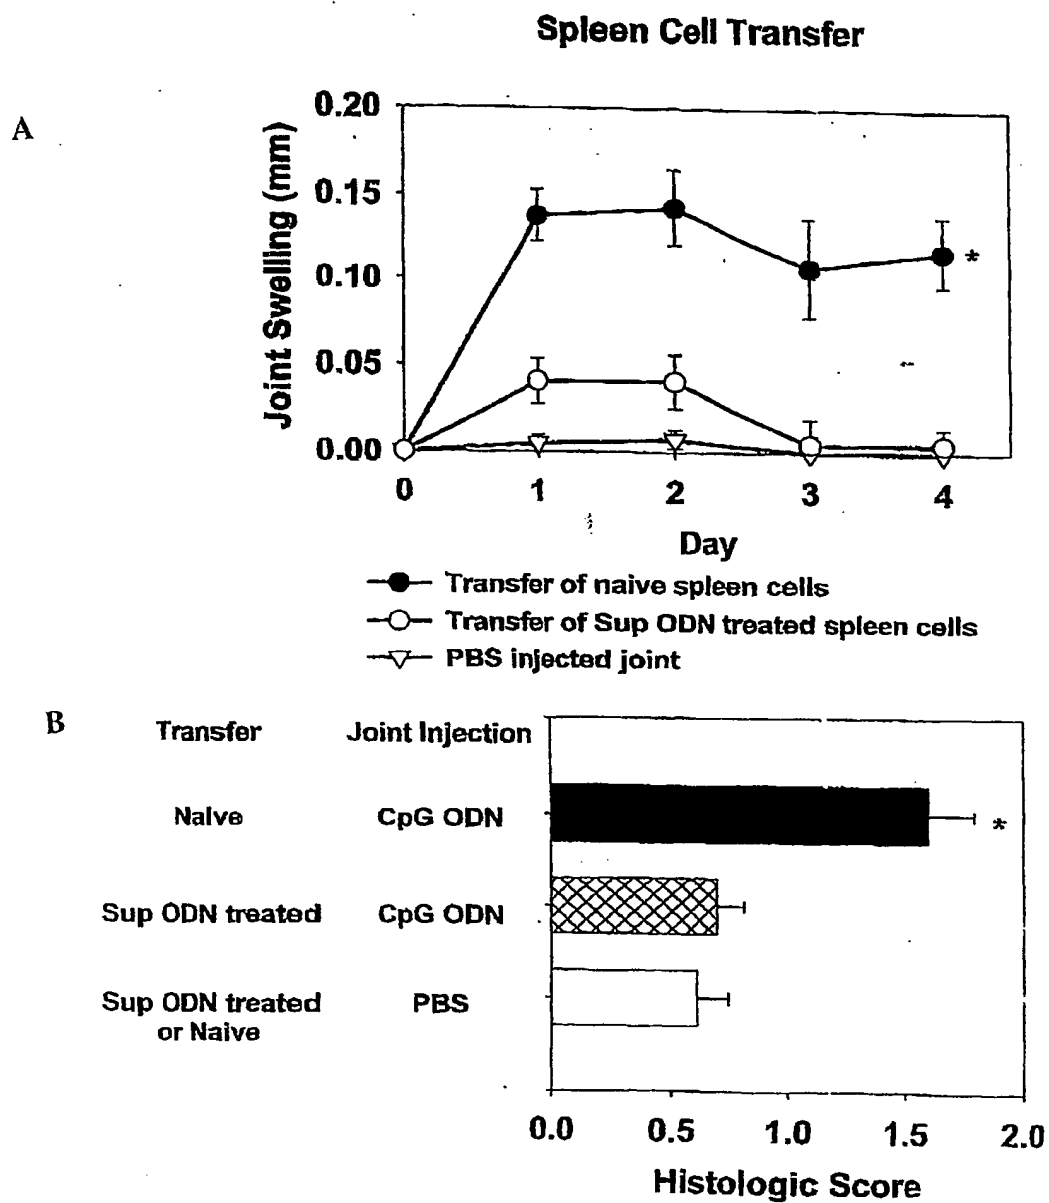 Spleen Cell Transfer
A
Joint Swelling (mm)
0.20
0.15
0.10
0.05
0.00
*
0 1 2 3 4
Day
Transfer of naive spleen cells
Transfer of Sup ODN treated spleen cells
PBS injected joint
B
Transfer Joint Injection
Naive CpG ODN
*
Sup ODN treated CpG ODN
Sup ODN treated PBS
or Naive
0.0 0.5 1.0 1.5 2.0
Histologic Score